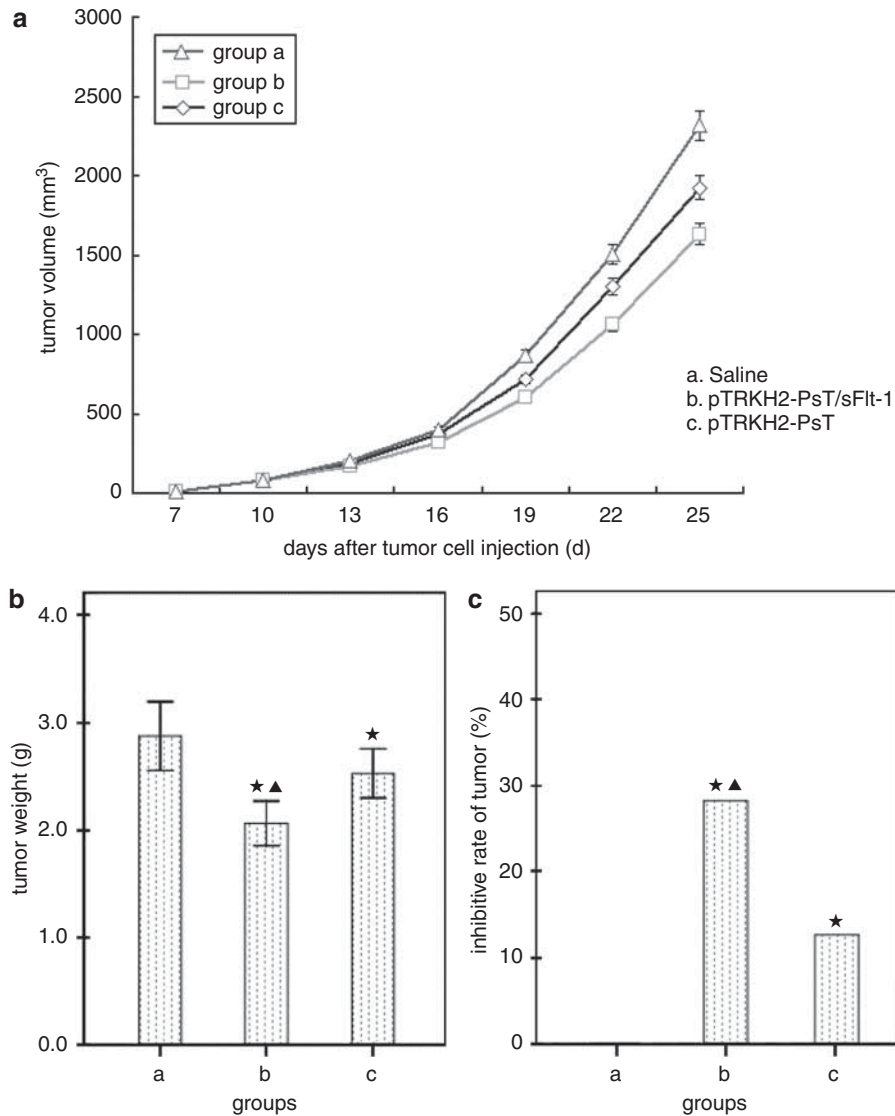 a
3000
2500
2000
1500
1000
500
0
tumor volume (mm³)
group a
group b
group c
a. Saline
b. pTRKH2-PsT/sFlt-1
c. pTRKH2-PsT
7 10 13 16 19 22 25
days after tumor cell injection (d)
b
4.0
3.0
2.0
1.0
0.0
tumor weight (g)
★▲
★
a b c
groups
c
50
40
30
20
10
0
inhibitive rate of tumor (%)
★▲
★
a b c
groups